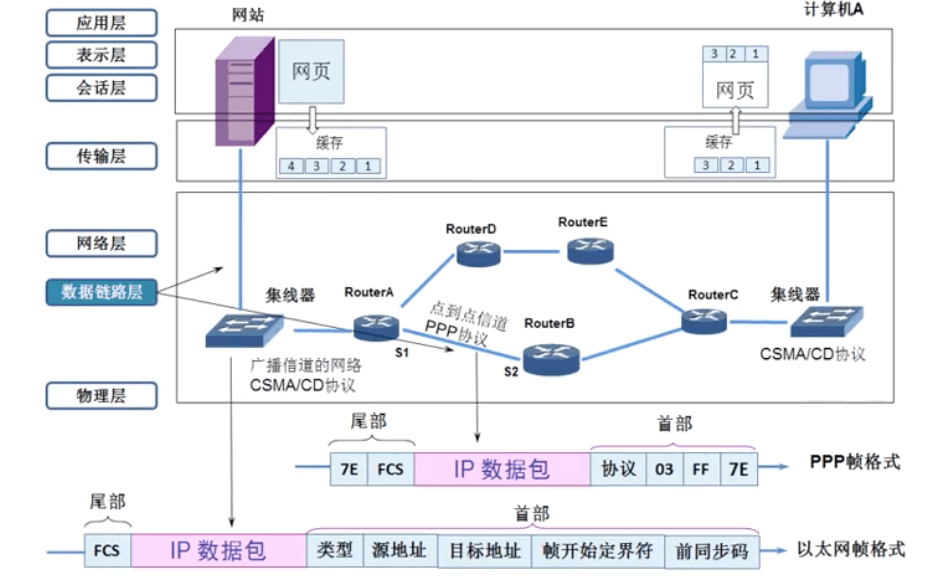 网站
计算机A
应用层
表示层
会话层
传输层
网络层
数据链路层
物理层
网页
3 2 1
网页
缓存
4 3 2 1
缓存
3 2 1
RouterD
RouterE
集线器
RouterA
点到点信道
PPP协议
RouterB
RouterC
集线器
S1
S2
广播信道的网络
CSMA/CD协议
CSMA/CD协议
尾部
首部
7E FCS IP 数据包 协议 03 FF 7E
PPP帧格式
尾部
首部
FCS IP 数据包 类型 源地址 目标地址 帧开始定界符 前同步码
以太网帧格式